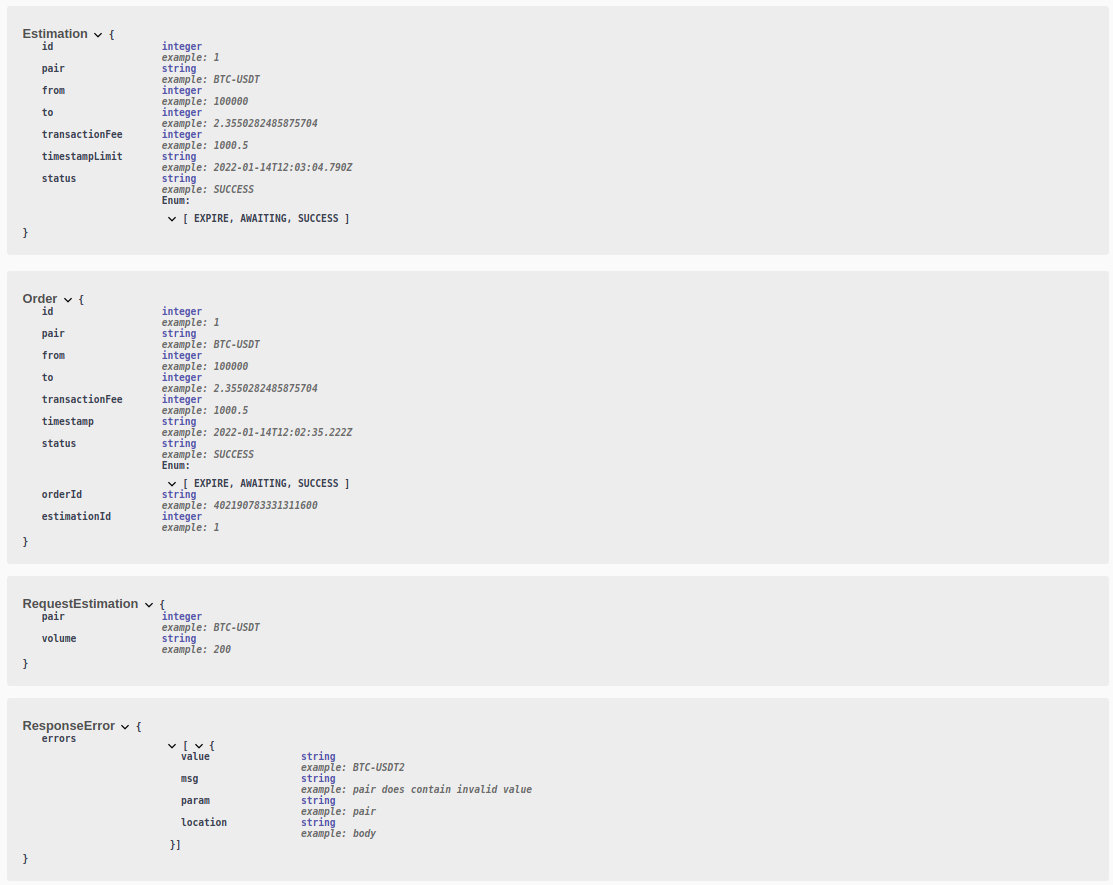 Estimation {
id integer
example: 1
pair string
example: BTC-USDT
from integer
example: 100000
to integer
example: 2.3550282485875704
transactionFee integer
example: 1000.5
timestampLimit string
example: 2022-01-14T12:03:04.790Z
status string
example: SUCCESS
Enum:
[ EXPIRE, AWAITING, SUCCESS ]
}
Order {
id integer
example: 1
pair string
example: BTC-USDT
from integer
example: 100000
to integer
example: 2.3550282485875704
transactionFee integer
example: 1000.5
timestamp string
example: 2022-01-14T12:02:35.222Z
status string
example: SUCCESS
Enum:
[ EXPIRE, AWAITING, SUCCESS ]
orderId string
example: 402190783331311600
estimationId integer
example: 1
}
RequestEstimation {
pair integer
example: BTC-USDT
volume string
example: 200
}
ResponseError {
errors
[ {
value string
example: BTC-USDT2
msg string
example: pair does contain invalid value
param string
example: pair
location string
example: body
}]
}